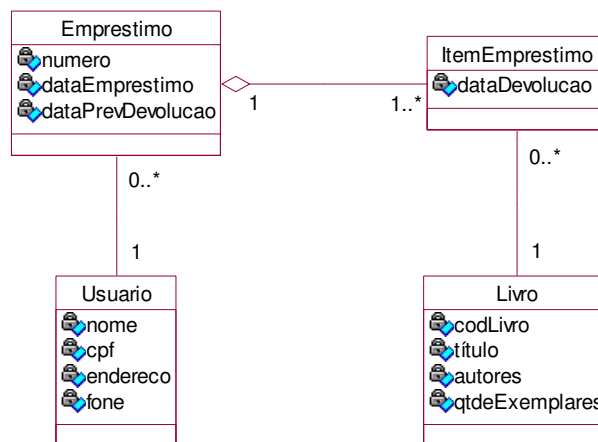 Emprestimo
numero
dataEmprestimo
dataPrevDevolucao
1
1..*
ItemEmprestimo
dataDevolucao
0..*
1
0..*
1
Usuario
nome
cpf
endereco
fone
Livro
codLivro
título
autores
qtdeExemplares